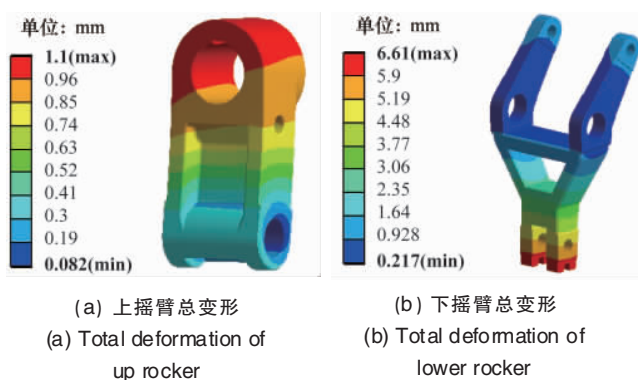 单位: mm
1.1(max)
0.96
0.85
0.74
0.63
0.52
0.41
0.3
0.19
0.082(min)
单位: mm
6.61(max)
5.9
5.19
4.48
3.77
3.06
2.35
1.64
0.928
0.217(min)
(a) 上摇臂总变形
(a) Total deformation of
up rocker
(b) 下摇臂总变形
(b) Total deformation of
lower rocker